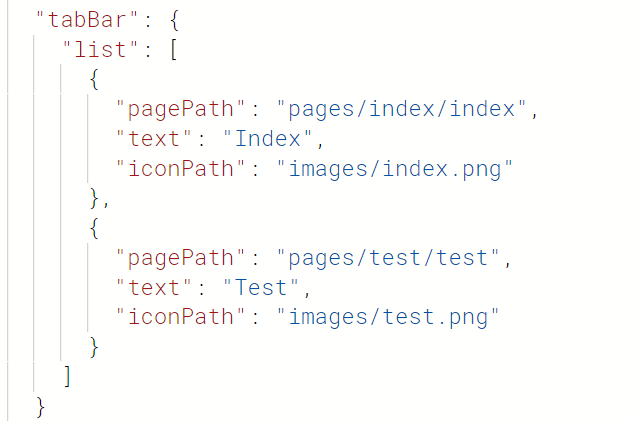 "tabBar": {
"list": [
{
"pagePath": "pages/index/index",
"text": "Index",
"iconPath": "images/index.png"
},
{
"pagePath": "pages/test/test",
"text": "Test",
"iconPath": "images/test.png"
}
]
}